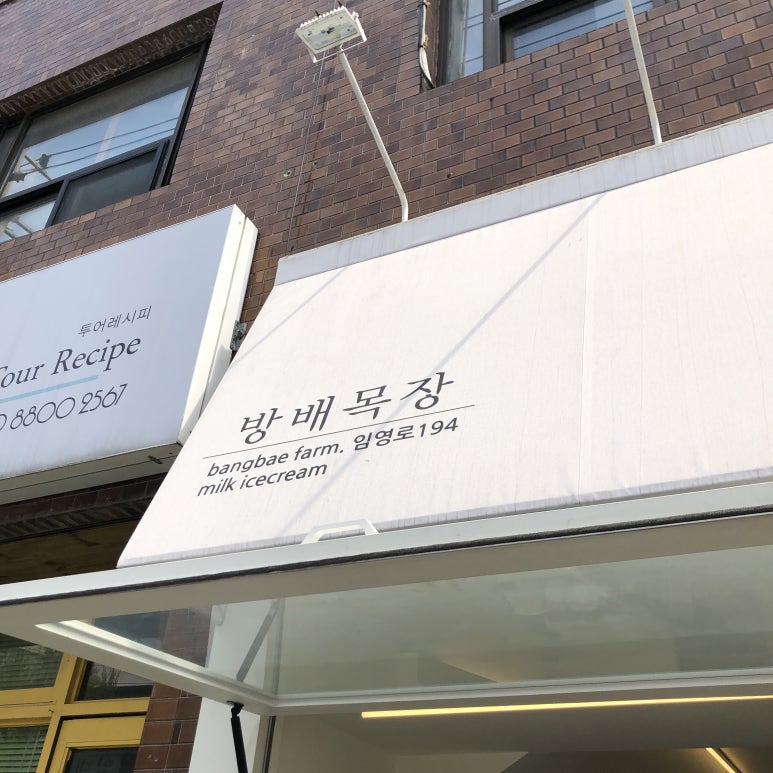 투어레시피
Tour Recipe
8800 2567
방배목장
bangbae farm. 임영로194
milk icecream